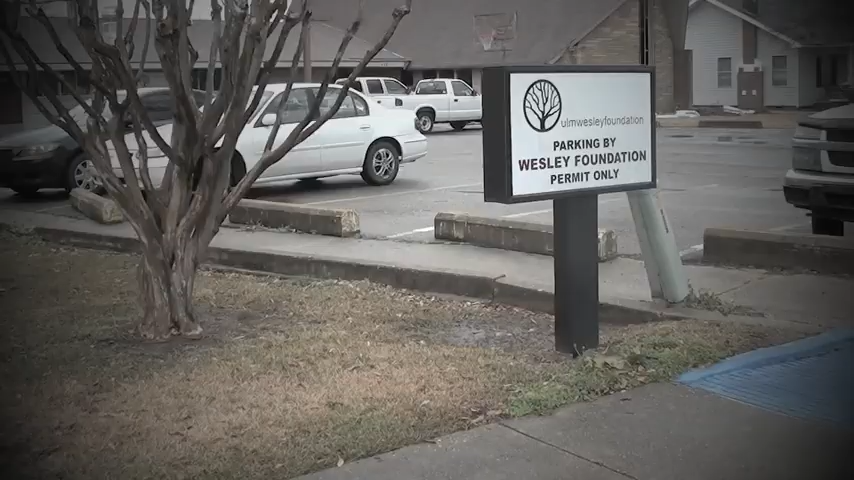 ulmwesleyfoundation
PARKING BY
WESLEY FOUNDATION
PERMIT ONLY